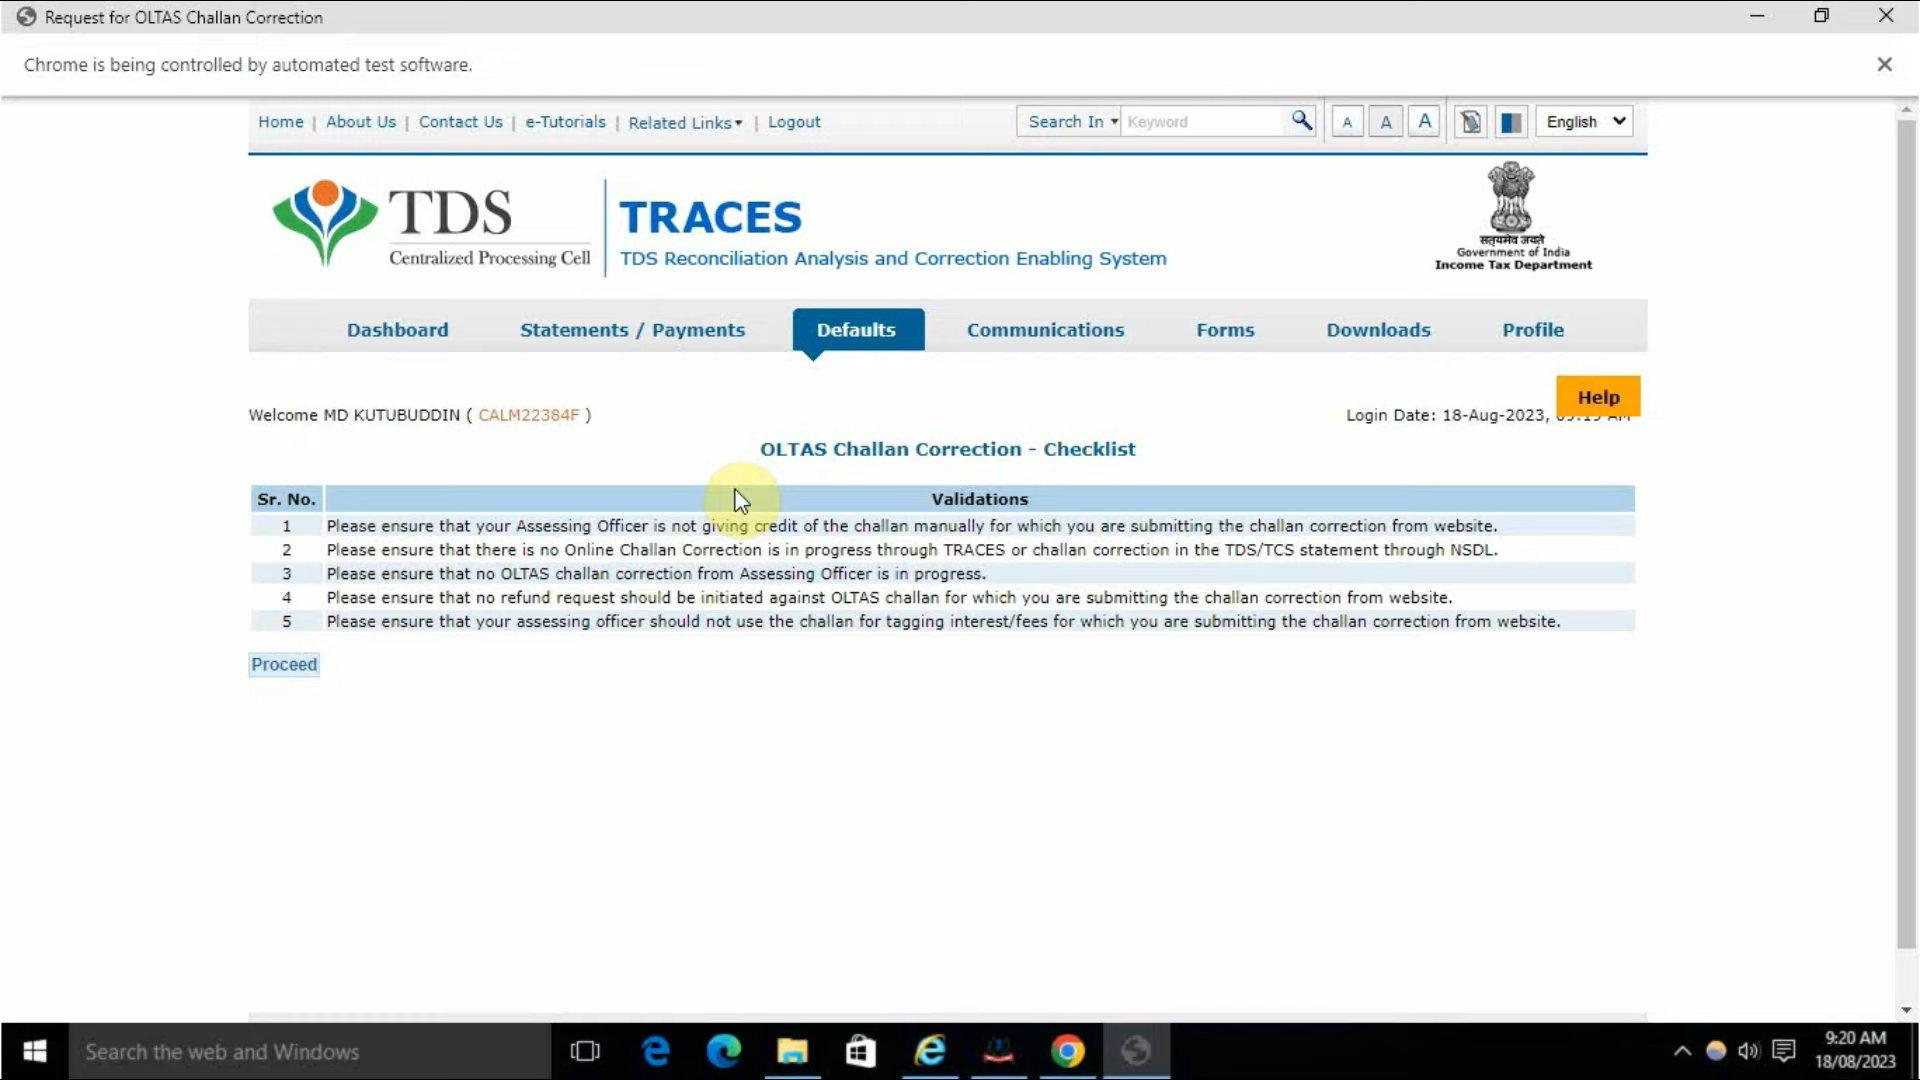 Request for OLTAS Challan Correction
Chrome is being controlled by automated test software.
Home | About Us | Contact Us | e-Tutorials | Related Links | Logout
Search In Keyword A A A English
TDS
Centralized Processing Cell
TRACES
TDS Reconciliation Analysis and Correction Enabling System
सत्यमेव जयते
Government of India
Income Tax Department
Dashboard Statements / Payments Defaults Communications Forms Downloads Profile
Help
Welcome MD KUTUBUDDIN ( CALM22384F ) Login Date: 18-Aug-2023,
OLTAS Challan Correction - Checklist
Sr. No. Validations
1 Please ensure that your Assessing Officer is not giving credit of the challan manually for which you are submitting the challan correction from website.
2 Please ensure that there is no Online Challan Correction is in progress through TRACES or challan correction in the TDS/TCS statement through NSDL.
3 Please ensure that no OLTAS challan correction from Assessing Officer is in progress.
4 Please ensure that no refund request should be initiated against OLTAS challan for which you are submitting the challan correction from website.
5 Please ensure that your assessing officer should not use the challan for tagging interest/fees for which you are submitting the challan correction from website.
Proceed
Search the web and Windows
9:20 AM
18/08/2023